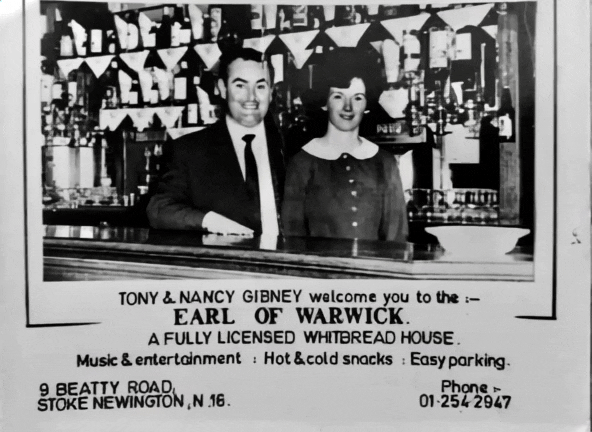 TONY & NANCY GIBNEY welcome you to the :-
EARL OF WARWICK.
A FULLY LICENSED WHITBREAD HOUSE.
Music & entertainment : Hot & cold snacks : Easy parking.
9 BEATTY ROAD,
STOKE NEWINGTON, N.16.
Phone :-
01-254 2947